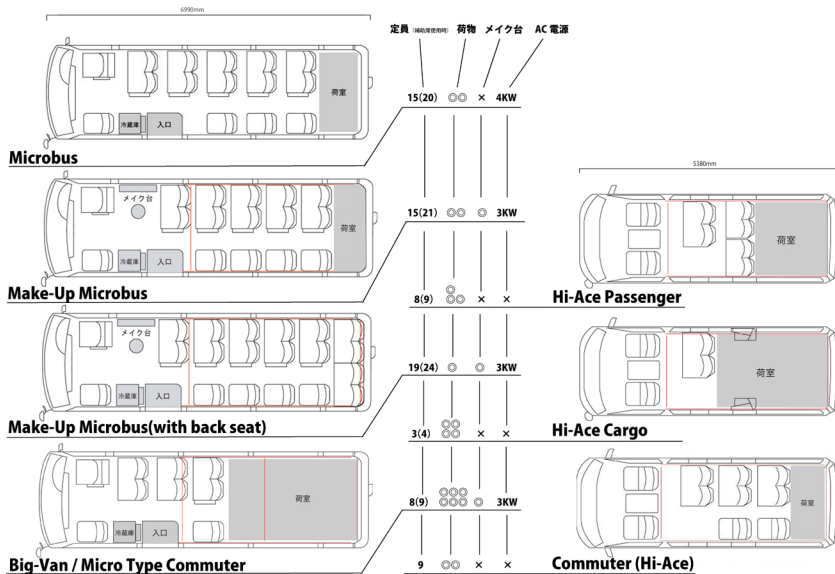 6990mm
定員(補助席使用時) 荷物 メイク台 AC電源
荷室
冷蔵庫 入口
15(20) ◎◎ × 4KW
Microbus
5380mm
メイク台
荷室
冷蔵庫 入口
15(21) ◎◎ ◎ 3KW
Make-Up Microbus
荷室
8(9) ◎◎◎ × ×
Hi-Ace Passenger
メイク台
冷蔵庫 入口
19(24) ◎ ◎ 3KW
Make-Up Microbus(with back seat)
荷室
3(4) ◎◎◎◎ × ×
Hi-Ace Cargo
荷室
冷蔵庫 入口
8(9) ◎◎◎◎◎◎ ◎ 3KW
Big-Van / Micro Type Commuter
荷室
9 ◎◎ × ×
Commuter (Hi-Ace)